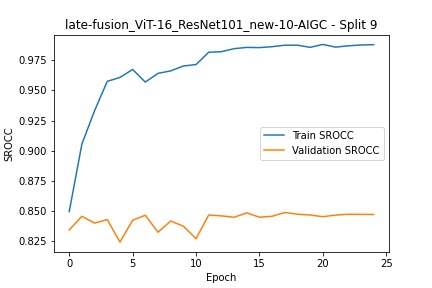 late-fusion_ViT-16_ResNet101_new-10-AIGC - Split 9
0.975
0.950
0.925
0.900
0.875
0.850
0.825
SROCC
Train SROCC
Validation SROCC
0 5 10 15 20 25
Epoch